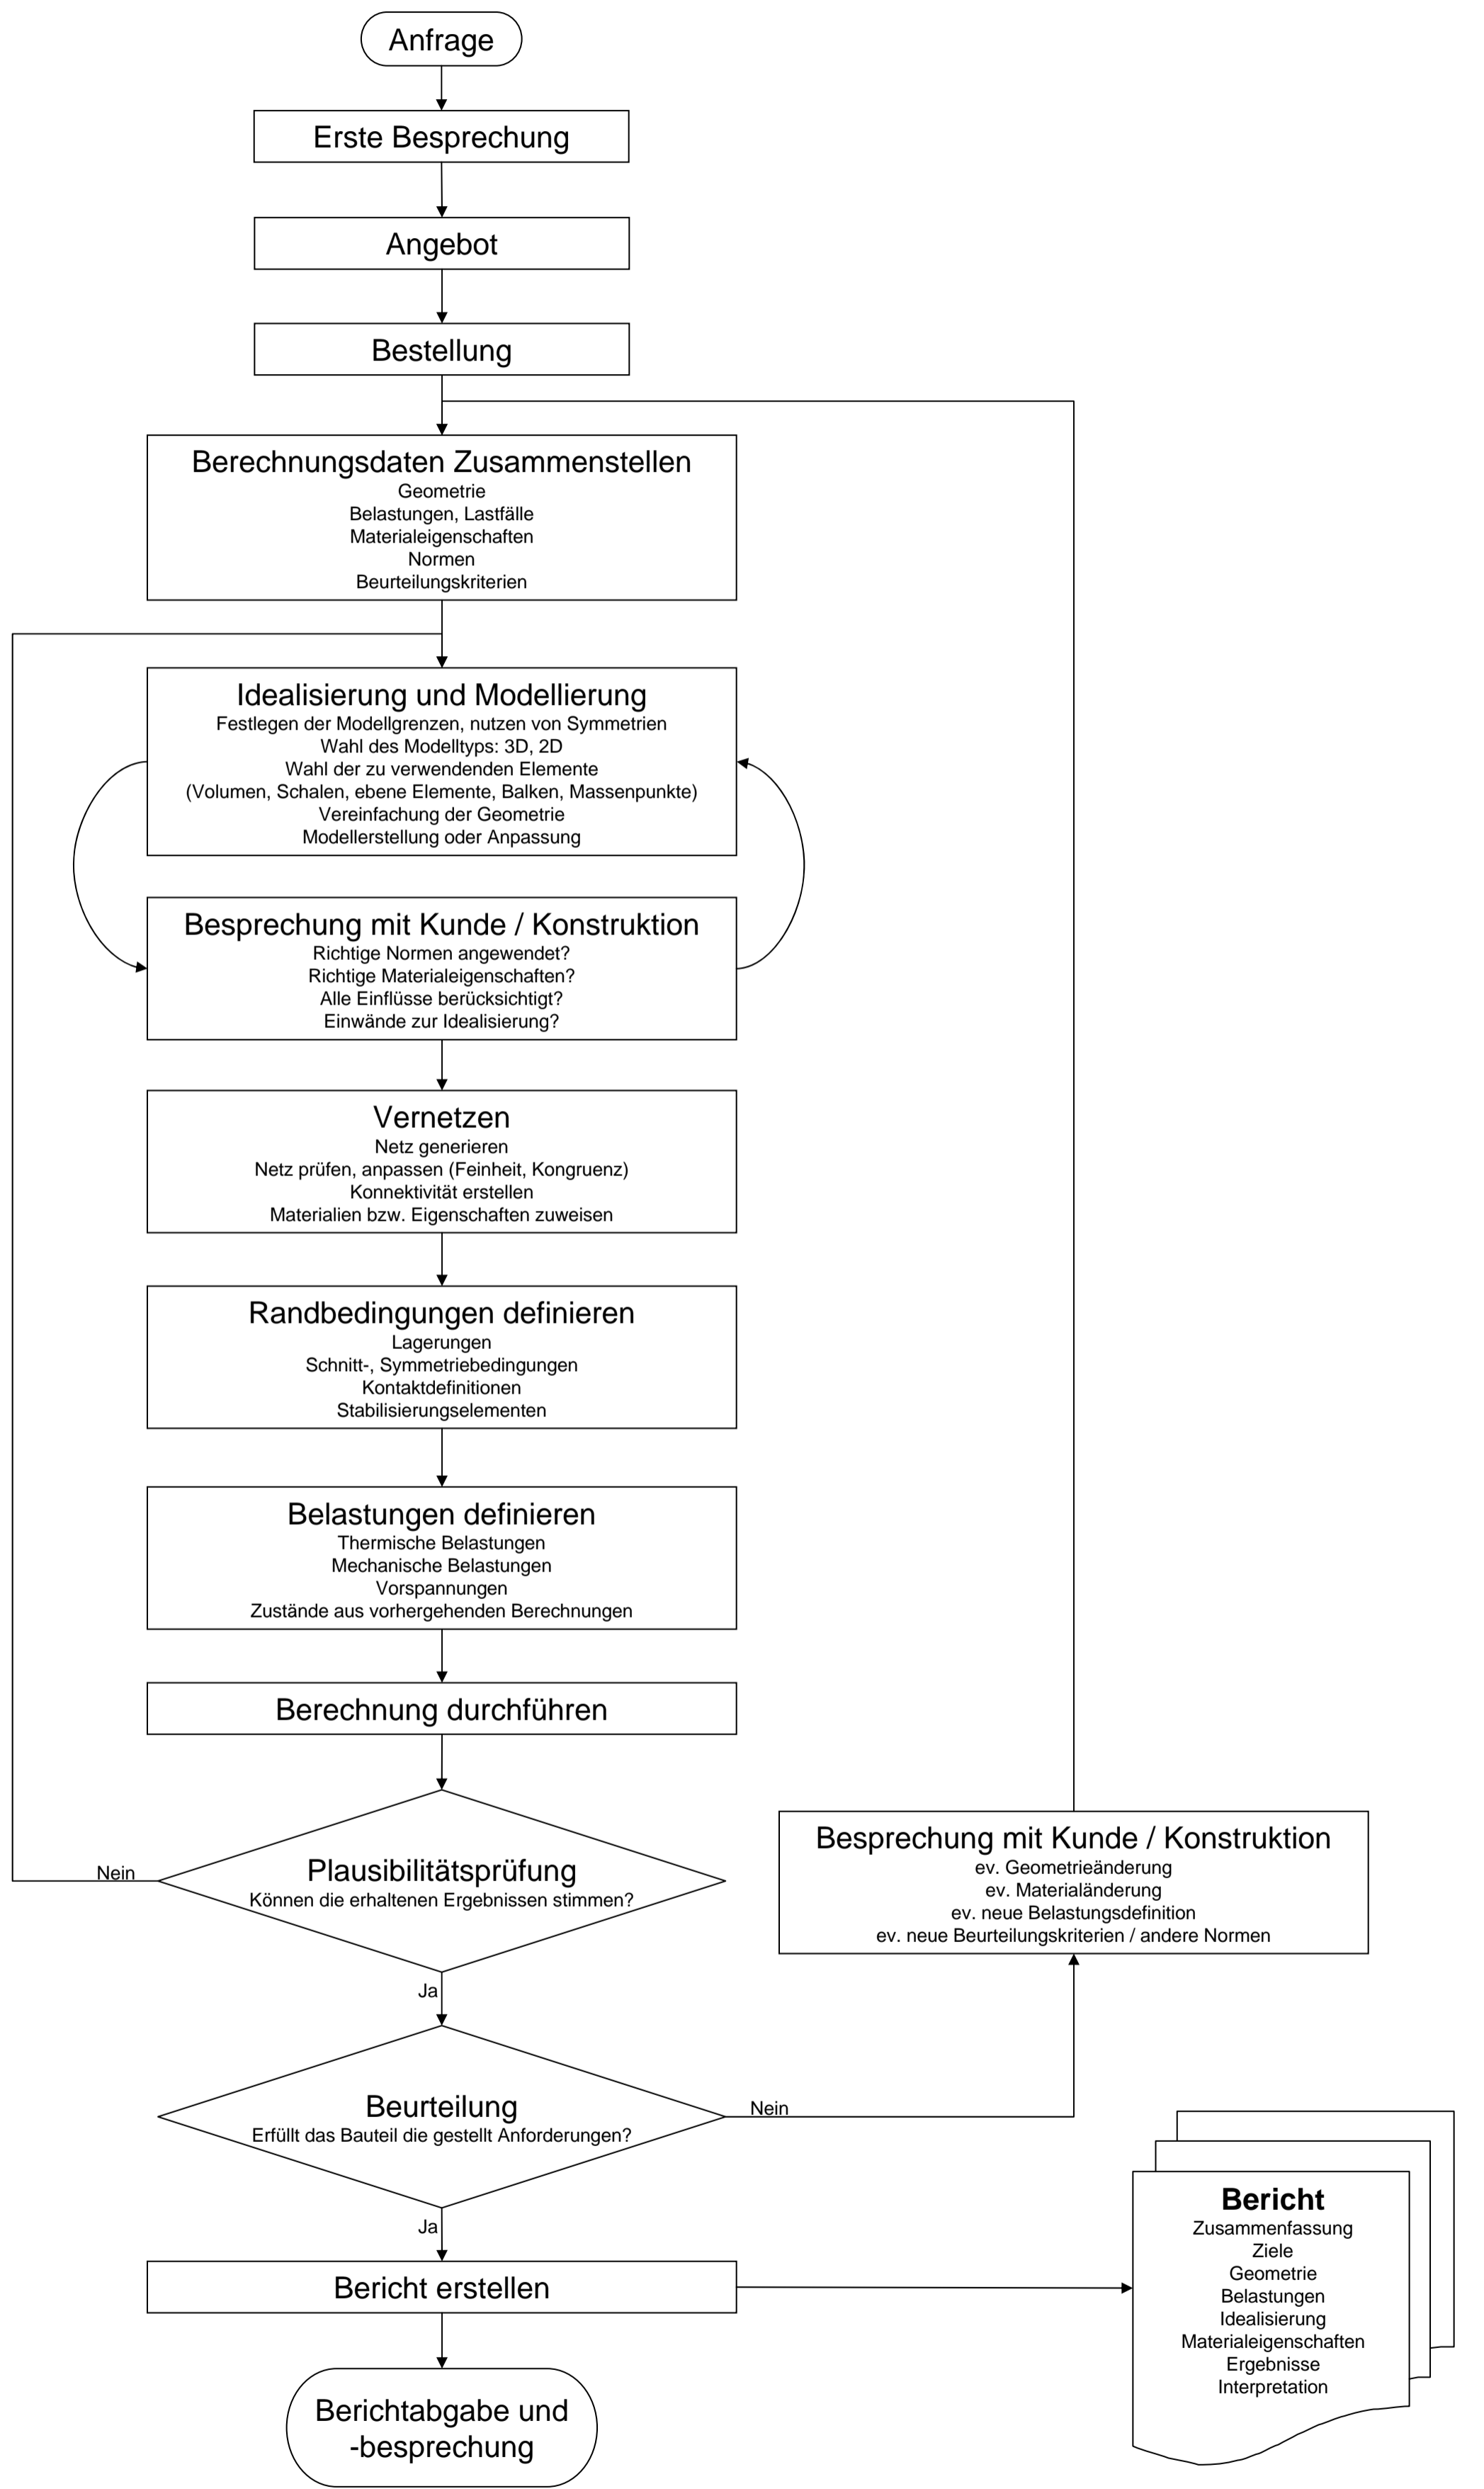 Anfrage
Erste Besprechung
Angebot
Bestellung
Berechnungsdaten Zusammenstellen
Geometrie
Belastungen, Lastfälle
Materialeigenschaften
Normen
Beurteilungskriterien
Idealisierung und Modellierung
Festlegen der Modellgrenzen, nutzen von Symmetrien
Wahl des Modelltyps: 3D, 2D
Wahl der zu verwendenden Elemente
(Volumen, Schalen, ebene Elemente, Balken, Massenpunkte)
Vereinfachung der Geometrie
Modellerstellung oder Anpassung
Besprechung mit Kunde / Konstruktion
Richtige Normen angewendet?
Richtige Materialeigenschaften?
Alle Einflüsse berücksichtigt?
Einwände zur Idealisierung?
Vernetzen
Netz generieren
Netz prüfen, anpassen (Feinheit, Kongruenz)
Konnektivität erstellen
Materialien bzw. Eigenschaften zuweisen
Randbedingungen definieren
Lagerungen
Schnitt-, Symmetriebedingungen
Kontaktdefinitionen
Stabilisierungselementen
Belastungen definieren
Thermische Belastungen
Mechanische Belastungen
Vorspannungen
Zustände aus vorhergehenden Berechnungen
Berechnung durchführen
Plausibilitätsprüfung
Können die erhaltenen Ergebnissen stimmen?
Nein
Ja
Besprechung mit Kunde / Konstruktion
ev. Geometrieänderung
ev. Materialänderung
ev. neue Belastungsdefinition
ev. neue Beurteilungskriterien / andere Normen
Beurteilung
Erfüllt das Bauteil die gestellt Anforderungen?
Nein
Ja
Bericht erstellen
Bericht
Zusammenfassung
Ziele
Geometrie
Belastungen
Idealisierung
Materialeigenschaften
Ergebnisse
Interpretation
Berichtabgabe und
-besprechung